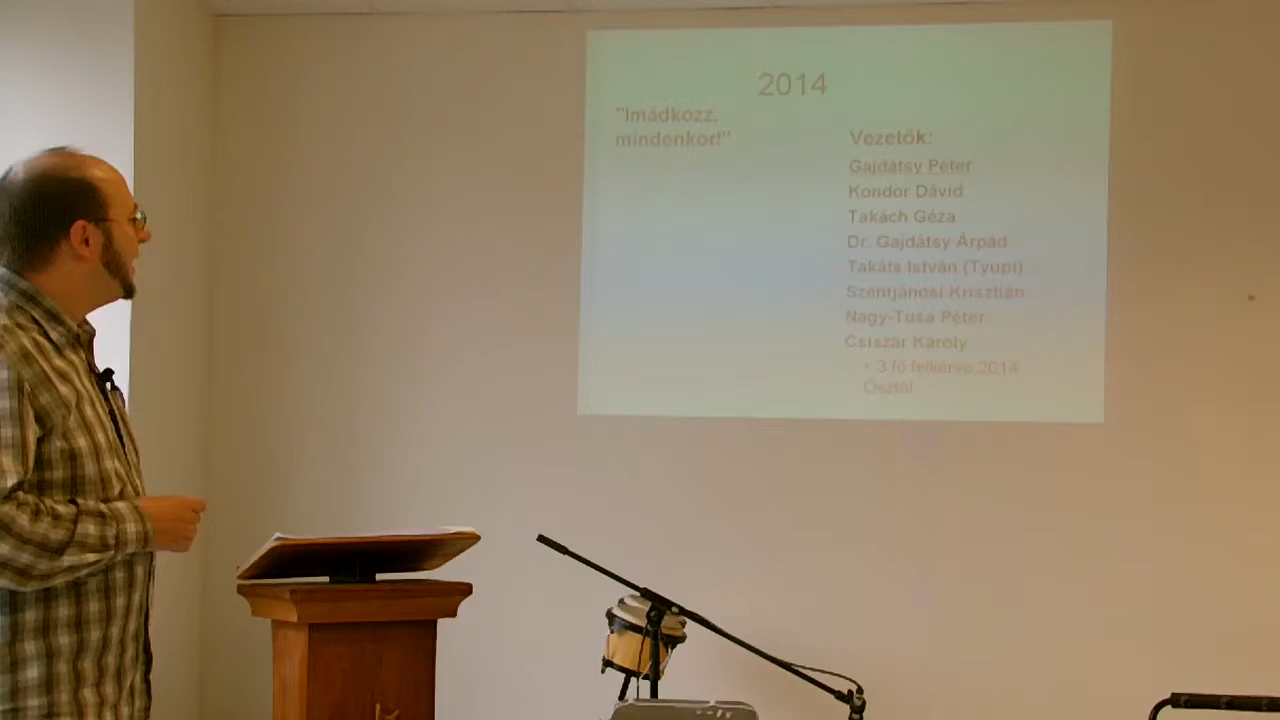 2014
"Imádkozz,
mindenkor!"
Vezetők:
Gajdátsy Péter
Kondor Dávid
Takách Géza
Dr. Gajdátsy Árpád
Takáts István (Tyupi)
Szentjánosi Krisztián
Nagy-Tusa Péter
Csiszár Károly
+ 3 fő felkérve 2014
Ősztől